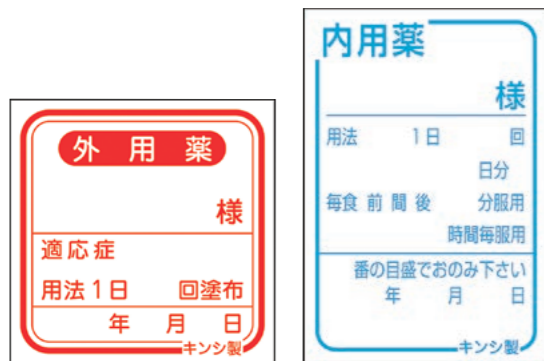 外用薬
様
適応症
用法1日 回塗布
年 月 日
キンシ製
内用薬
様
用法 1日 回
日分
毎食 前 間 後 分服用
時間毎服用
番の目盛でおのみ下さい
年 月 日
キンシ製